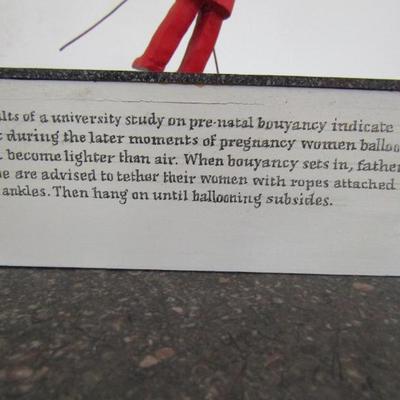 lts of a university study on pre-natal bouyancy indicate
t during the later moments of pregnancy women balloo
l become lighter than air. When bouyancy sets in, father
e are advised to tether their women with ropes attached
ankles. Then hang on until ballooning subsides.